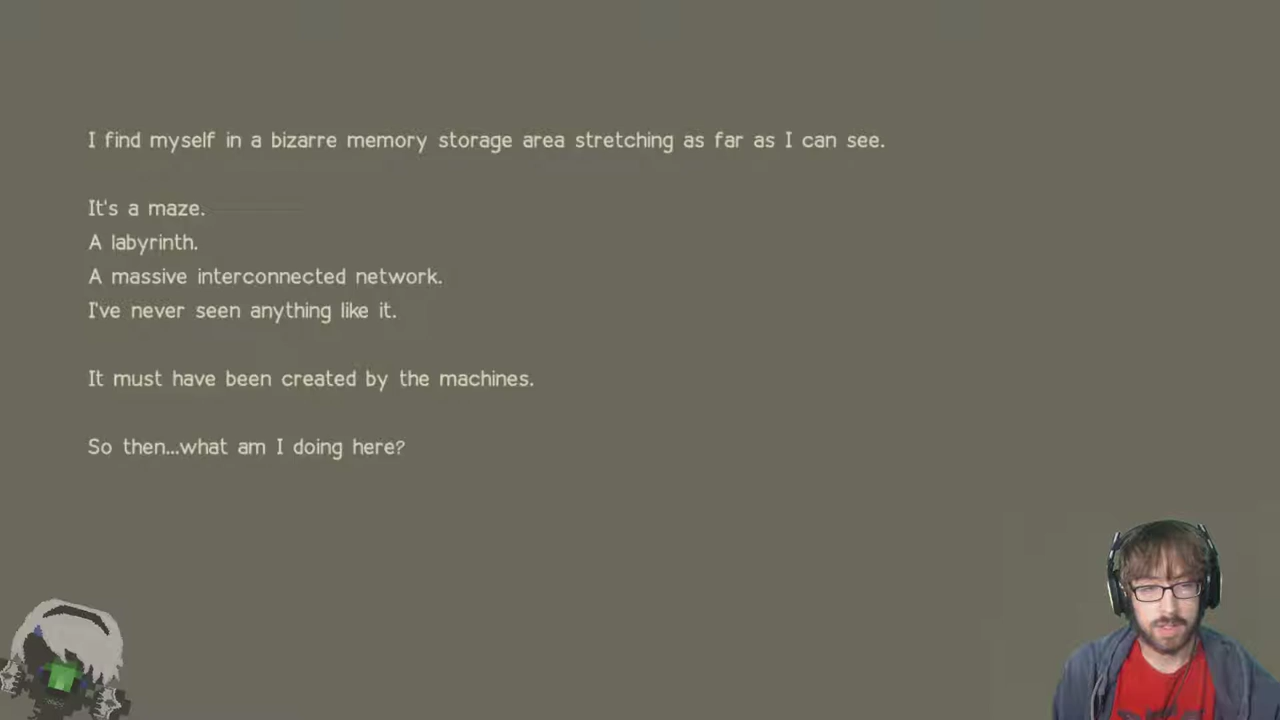 I find myself in a bizarre memory storage area stretching as far as I can see.
It's a maze.
A labyrinth.
A massive interconnected network.
I've never seen anything like it.
It must have been created by the machines.
So then...what am I doing here?